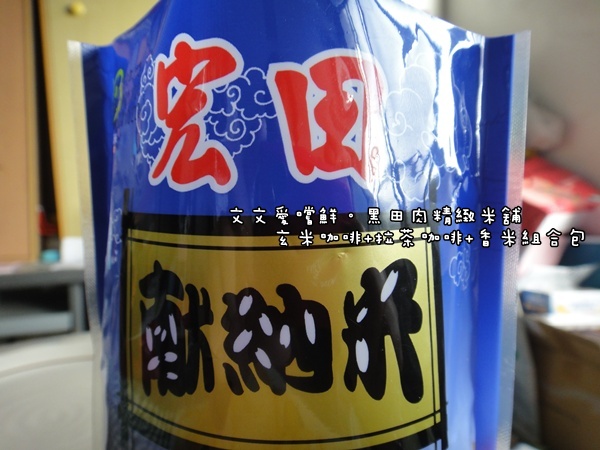 宏田
文文愛嚐鮮。黑田肉精緻米舖
玄米咖啡+拉茶咖啡+香米組合包
献納米